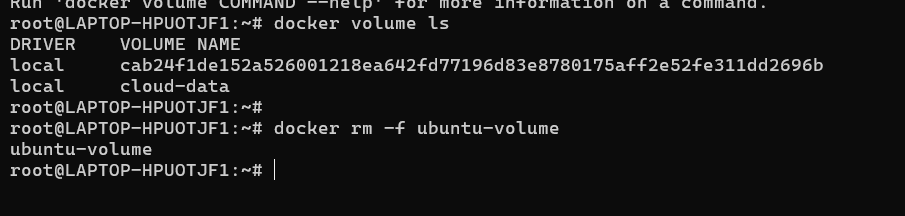 Run 'docker volume COMMAND --help' for more information on a command.
root@LAPTOP-HPUOTJF1:~# docker volume ls
DRIVER    VOLUME NAME
local     cab24f1de152a526001218ea642fd77196d83e8780175aff2e52fe311dd2696b
local     cloud-data
root@LAPTOP-HPUOTJF1:~#
root@LAPTOP-HPUOTJF1:~# docker rm -f ubuntu-volume
ubuntu-volume
root@LAPTOP-HPUOTJF1:~#